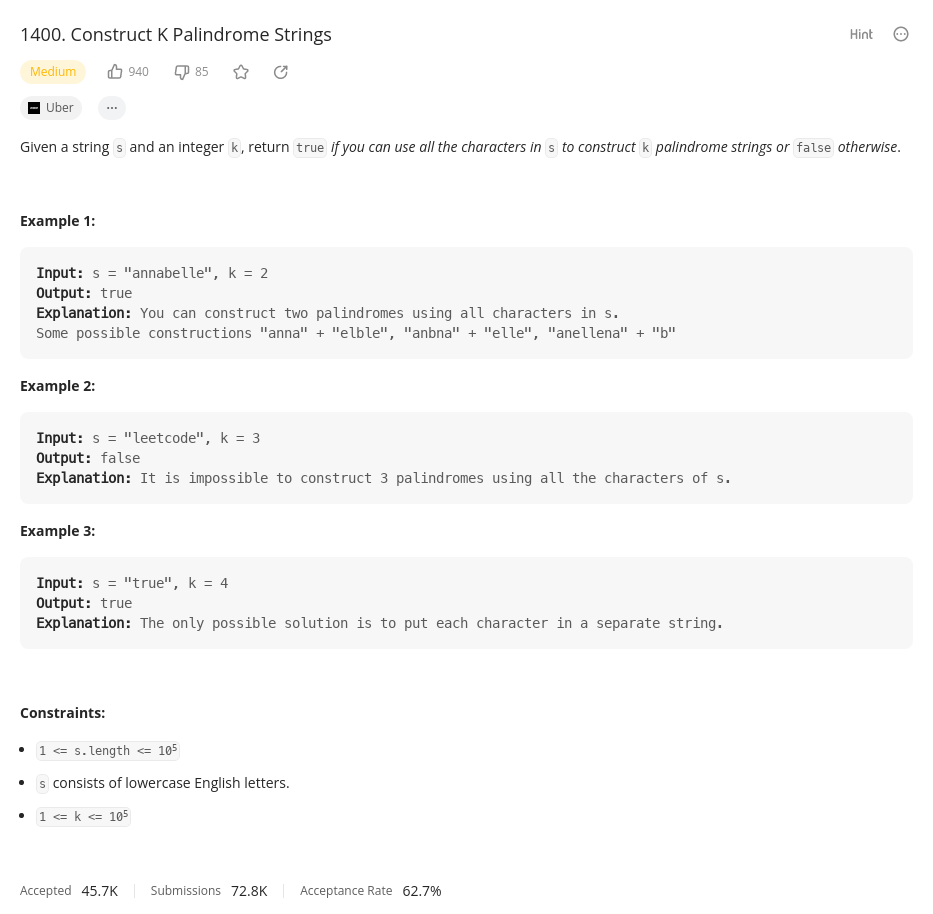 1400. Construct K Palindrome Strings
Hint
Medium 940 85
Uber ...
Given a string s and an integer k, return true if you can use all the characters in s to construct k palindrome strings or false otherwise.
Example 1:
Input: s = "annabelle", k = 2
Output: true
Explanation: You can construct two palindromes using all characters in s.
Some possible constructions "anna" + "elble", "anbna" + "elle", "anellena" + "b"
Example 2:
Input: s = "leetcode", k = 3
Output: false
Explanation: It is impossible to construct 3 palindromes using all the characters of s.
Example 3:
Input: s = "true", k = 4
Output: true
Explanation: The only possible solution is to put each character in a separate string.
Constraints:
• 1 <= s.length <= 10⁵
• s consists of lowercase English letters.
• 1 <= k <= 10⁵
Accepted 45.7K Submissions 72.8K Acceptance Rate 62.7%